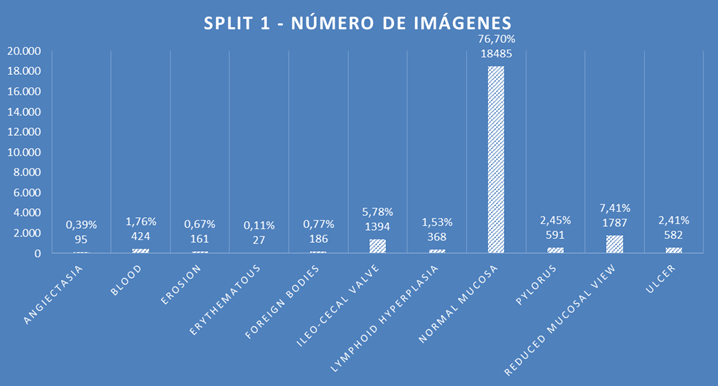 SPLIT 1 - NÚMERO DE IMÁGENES
20.000
18.000
16.000
14.000
12.000
10.000
8.000
6.000
4.000
2.000
0
0,39%
95
1,76%
424
0,67%
161
0,11%
27
0,77%
186
5,78%
1394
1,53%
368
76,70%
18485
2,45%
591
7,41%
1787
2,41%
582
ANGIECTASIA
BLOOD
EROSION
ERYTHEMATOUS
FOREIGN BODIES
ILEO-CECAL VALVE
LYMPHOID HYPERPLASIA
NORMAL MUCOSA
PYLORUS
REDUCED MUCOSAL VIEW
ULCER